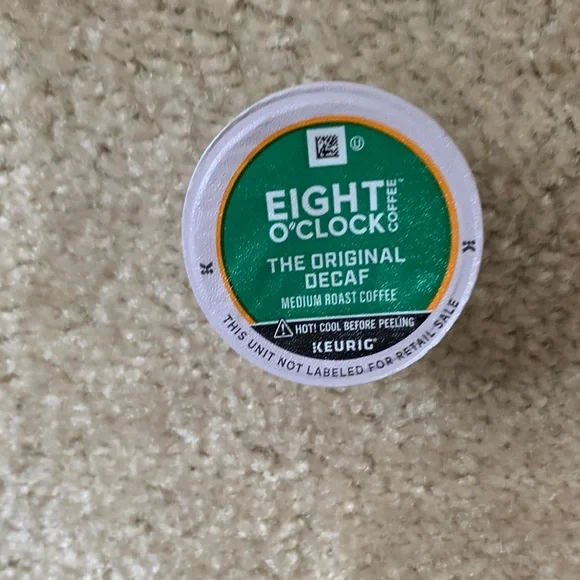 U
EIGHT
O'CLOCK
COFFEE
THE ORIGINAL
DECAF
MEDIUM ROAST COFFEE
HOT! COOL BEFORE PEELING
KEURIG
THIS UNIT NOT LABELED FOR RETAIL SALE
K
K